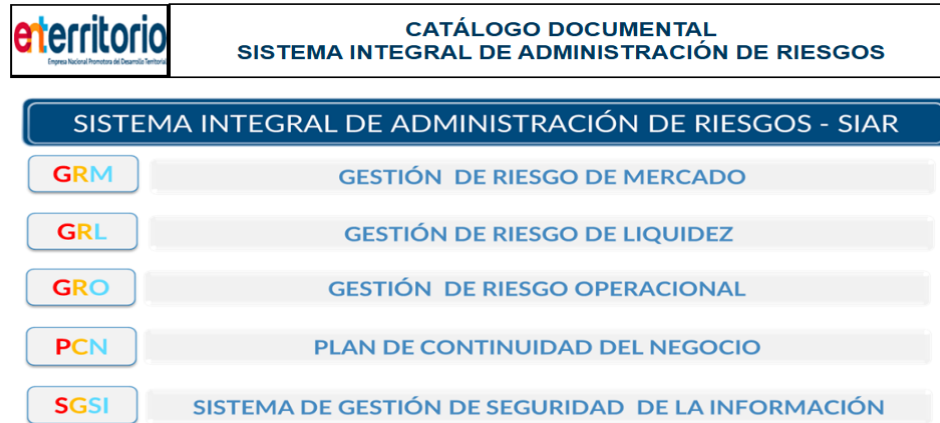 enterritorio
Empresa Nacional Promotora del Desarrollo Territorial
CATÁLOGO DOCUMENTAL
SISTEMA INTEGRAL DE ADMINISTRACIÓN DE RIESGOS
SISTEMA INTEGRAL DE ADMINISTRACIÓN DE RIESGOS - SIAR
GRM GESTIÓN DE RIESGO DE MERCADO
GRL GESTIÓN DE RIESGO DE LIQUIDEZ
GRO GESTIÓN DE RIESGO OPERACIONAL
PCN PLAN DE CONTINUIDAD DEL NEGOCIO
SGSI SISTEMA DE GESTIÓN DE SEGURIDAD DE LA INFORMACIÓN